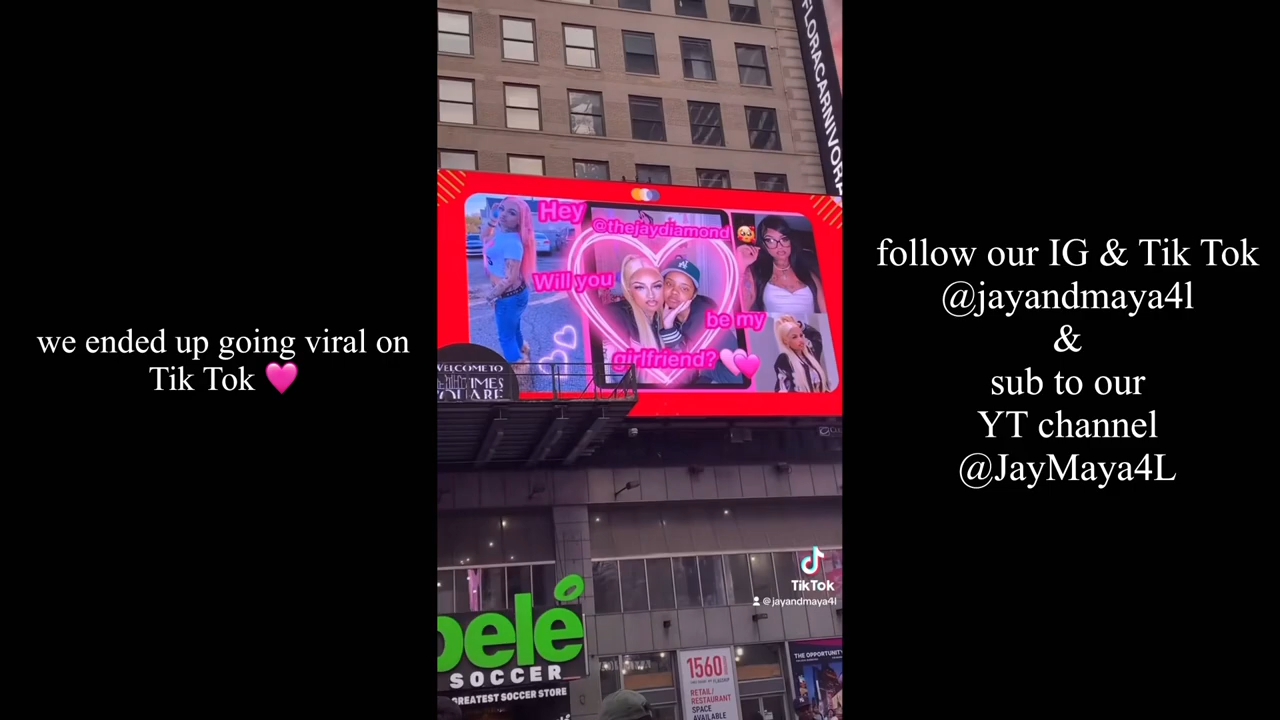 we ended up going viral on
Tik Tok 🩷
FLORACARNIVORA
Hey
@thejaydiamond
Will you
be my
girlfriend?
WELCOME TO
TIMES
SQUARE
TikTok
@jayandmaya4l
pelé
SOCCER
GREATEST SOCCER STORE
1560
RETAIL/
RESTAURANT
SPACE
AVAILABLE
THE OPPORTUNITY
follow our IG & Tik Tok
@jayandmaya4l
&
sub to our
YT channel
@JayMaya4L